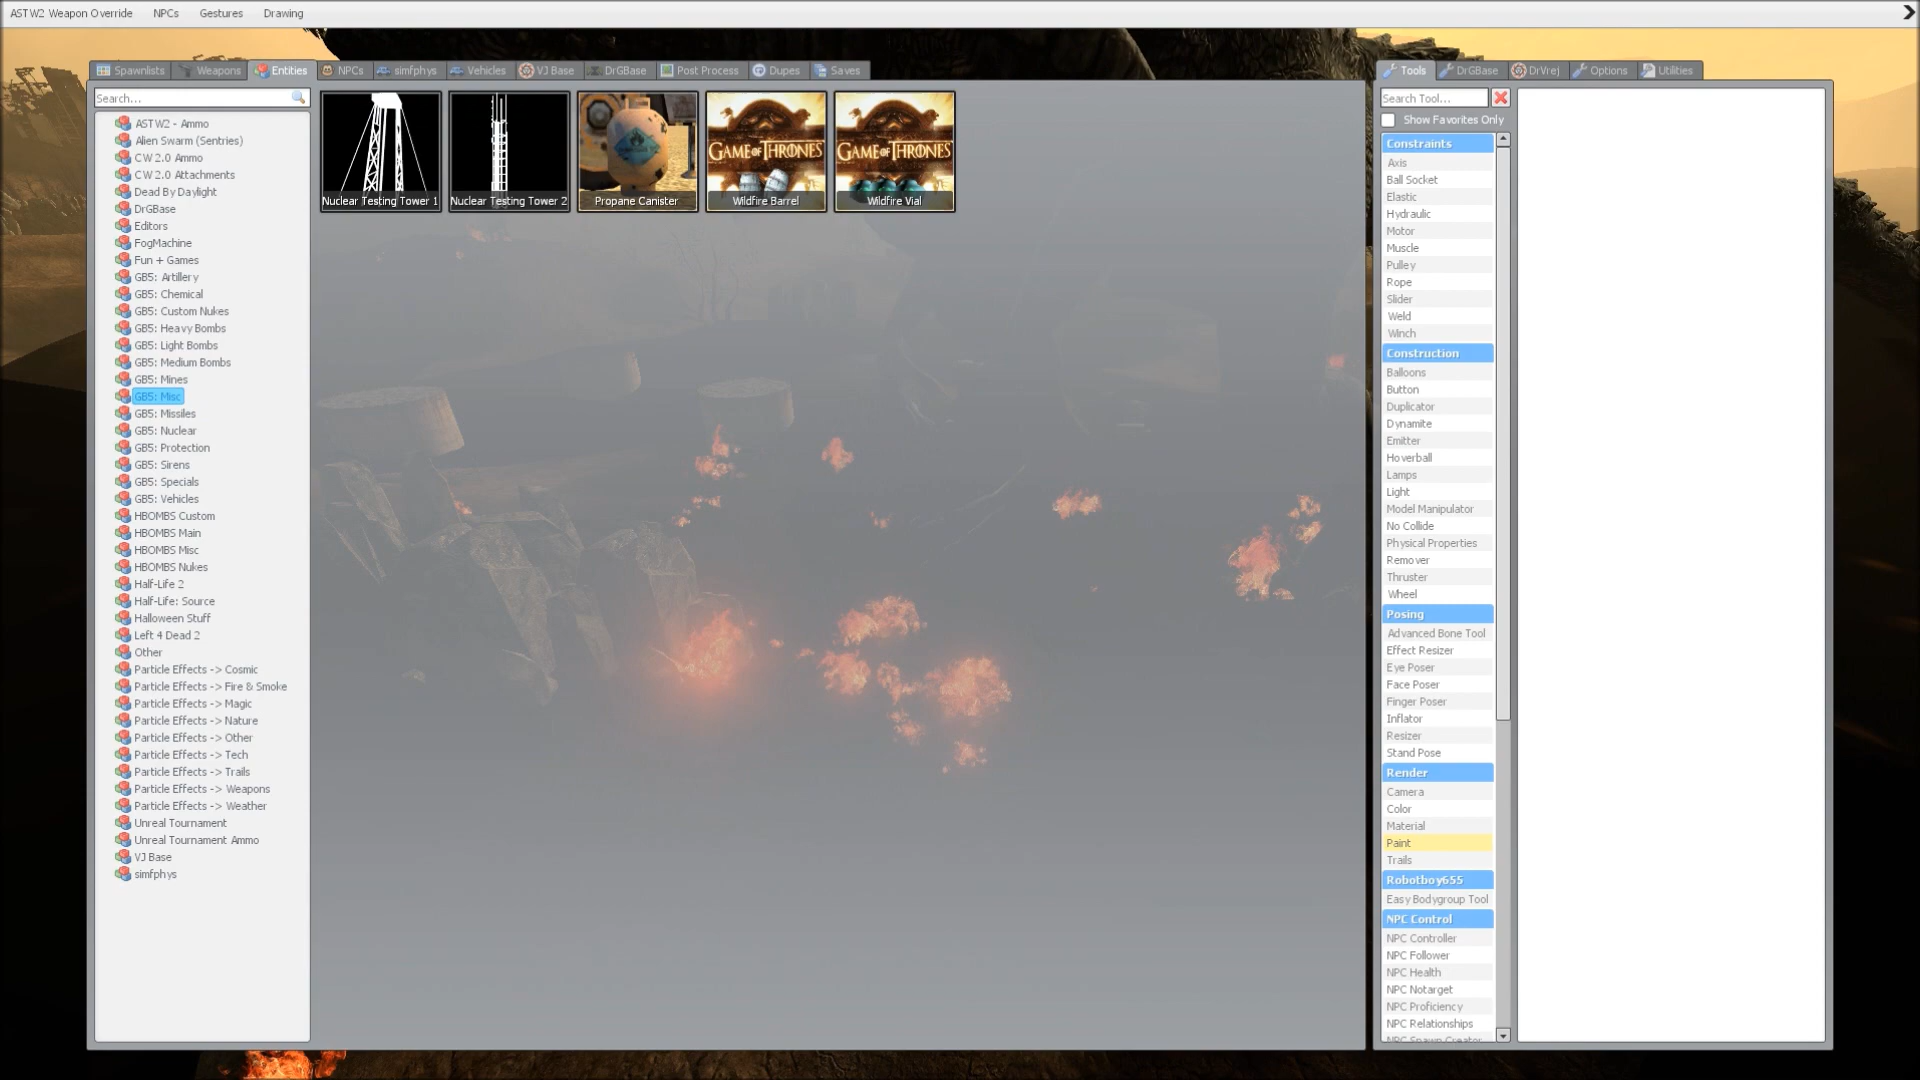 ASTW2 Weapon Override NPCs Gestures Drawing
Spawnlists Weapons Entities NPCs simfphys Vehicles VJ Base DrGBase Post Process Dupes Saves
Search...
ASTW2 - Ammo
Alien Swarm (Sentries)
CW 2.0 Ammo
CW 2.0 Attachments
Dead By Daylight
DrGBase
Editors
FogMachine
Fun + Games
GB5: Artillery
GB5: Chemical
GB5: Custom Nukes
GB5: Heavy Bombs
GB5: Light Bombs
GB5: Medium Bombs
GB5: Mines
GB5: Misc
GB5: Missiles
GB5: Nuclear
GB5: Protection
GB5: Sirens
GB5: Specials
GB5: Vehicles
HBOMBS Custom
HBOMBS Main
HBOMBS Misc
HBOMBS Nukes
Half-Life 2
Half-Life: Source
Halloween Stuff
Left 4 Dead 2
Other
Particle Effects -> Cosmic
Particle Effects -> Fire & Smoke
Particle Effects -> Magic
Particle Effects -> Nature
Particle Effects -> Other
Particle Effects -> Tech
Particle Effects -> Trails
Particle Effects -> Weapons
Particle Effects -> Weather
Unreal Tournament
Unreal Tournament Ammo
VJ Base
simfphys
GAME OF THRONES GAME OF THRONES
Nuclear Testing Tower 1 Nuclear Testing Tower 2 Propane Canister Wildfire Barrel Wildfire Vial
Tools DrGBase DrVrej Options Utilities
Search Tool...
Show Favorites Only
Constraints
Axis
Ball Socket
Elastic
Hydraulic
Motor
Muscle
Pulley
Rope
Slider
Weld
Winch
Construction
Balloons
Button
Duplicator
Dynamite
Emitter
Hoverball
Lamps
Light
Model Manipulator
No Collide
Physical Properties
Remover
Thruster
Wheel
Posing
Advanced Bone Tool
Effect Resizer
Eye Poser
Face Poser
Finger Poser
Inflator
Resizer
Stand Pose
Render
Camera
Color
Material
Paint
Trails
Robotboy655
Easy Bodygroup Tool
NPC Control
NPC Controller
NPC Follower
NPC Health
NPC Notarget
NPC Proficiency
NPC Relationships
NPC Spawn Creator